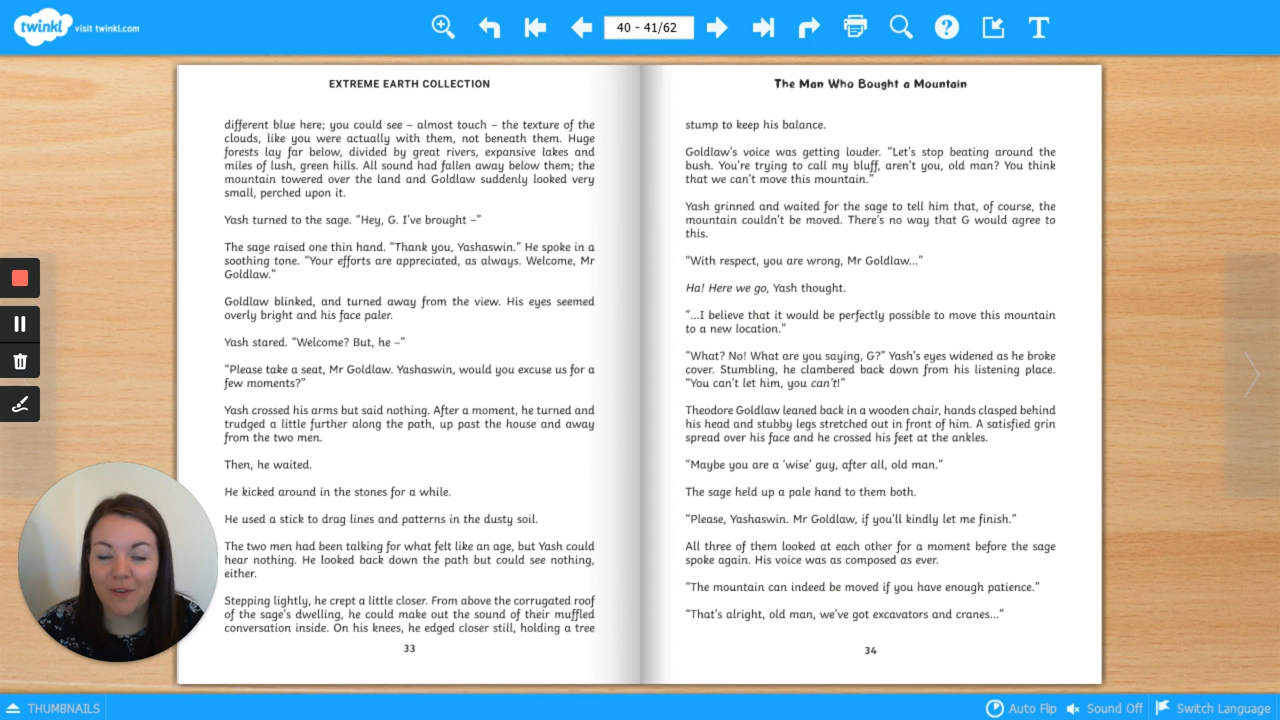 twinkl visit twinkl.com
40 - 41/62
EXTREME EARTH COLLECTION
different blue here; you could see – almost touch – the texture of the
clouds, like you were actually with them, not beneath them. Huge
forests lay far below, divided by great rivers, expansive lakes and
miles of lush, green hills. All sound had fallen away below them; the
mountain towered over the land and Goldlaw suddenly looked very
small, perched upon it.
Yash turned to the sage. “Hey, G. I’ve brought –”
The sage raised one thin hand. “Thank you, Yashaswin.” He spoke in a
soothing tone. “Your efforts are appreciated, as always. Welcome, Mr
Goldlaw.”
Goldlaw blinked, and turned away from the view. His eyes seemed
overly bright and his face paler.
Yash stared. “Welcome? But, he –”
“Please take a seat, Mr Goldlaw. Yashaswin, would you excuse us for a
few moments?”
Yash crossed his arms but said nothing. After a moment, he turned and
trudged a little further along the path, up past the house and away
from the two men.
Then, he waited.
He kicked around in the stones for a while.
He used a stick to drag lines and patterns in the dusty soil.
The two men had been talking for what felt like an age, but Yash could
hear nothing. He looked back down the path but could see nothing,
either.
Stepping lightly, he crept a little closer. From above the corrugated roof
of the sage’s dwelling, he could make out the sound of their muffled
conversation inside. On his knees, he edged closer still, holding a tree
33
The Man Who Bought a Mountain
stump to keep his balance.
Goldlaw’s voice was getting louder. “Let’s stop beating around the
bush. You’re trying to call my bluff, aren’t you, old man? You think
that we can’t move this mountain.”
Yash grinned and waited for the sage to tell him that, of course, the
mountain couldn’t be moved. There’s no way that G would agree to
this.
“With respect, you are wrong, Mr Goldlaw...”
Ha! Here we go, Yash thought.
“...I believe that it would be perfectly possible to move this mountain
to a new location.”
“What? No! What are you saying, G?” Yash’s eyes widened as he broke
cover. Stumbling, he clambered back down from his listening place.
“You can’t let him, you can’t!”
Theodore Goldlaw leaned back in a wooden chair, hands clasped behind
his head and stubby legs stretched out in front of him. A satisfied grin
spread over his face and he crossed his feet at the ankles.
“Maybe you are a ‘wise’ guy, after all, old man.”
The sage held up a pale hand to them both.
“Please, Yashaswin. Mr Goldlaw, if you’ll kindly let me finish.”
All three of them looked at each other for a moment before the sage
spoke again. His voice was as composed as ever.
“The mountain can indeed be moved if you have enough patience.”
“That’s alright, old man, we’ve got excavators and cranes...”
34
THUMBNAILS
Auto Flip Sound Off Switch Language